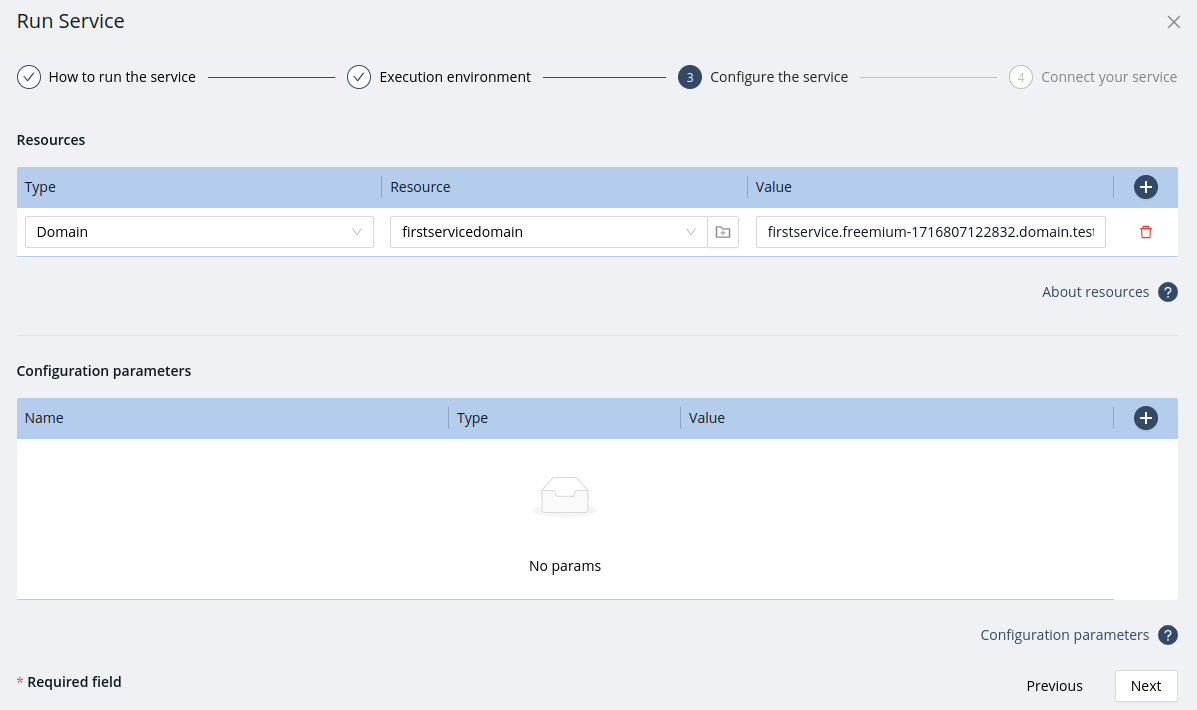 Run Service
How to run the service
Execution environment
3 Configure the service
4 Connect your service
Resources
Type Resource Value
Domain firstservicedomain firstservice.freemium-1716807122832.domain.test
About resources ?
Configuration parameters
Name Type Value
No params
Configuration parameters ?
* Required field
Previous Next